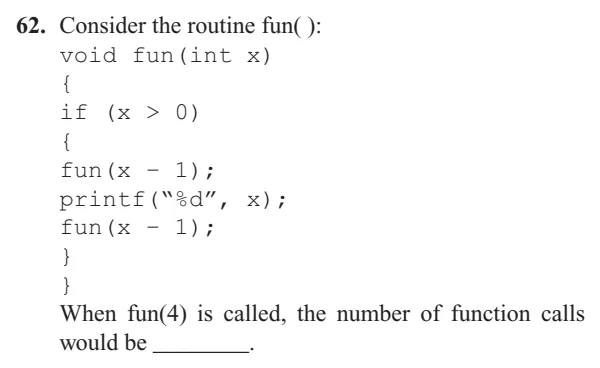 62. Consider the routine fun( ):
void fun(int x)
{
if (x > 0)
{
fun(x − 1);
printf(“%d”, x);
fun(x − 1);
}
}
When fun(4) is called, the number of function calls
would be ________.